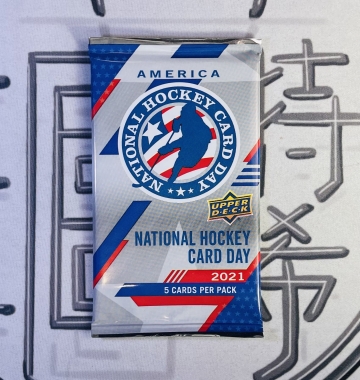 AMERICA
NATIONAL HOCKEY CARD DAY
UPPER
DECK
NATIONAL HOCKEY
CARD DAY
2021
5 CARDS PER PACK